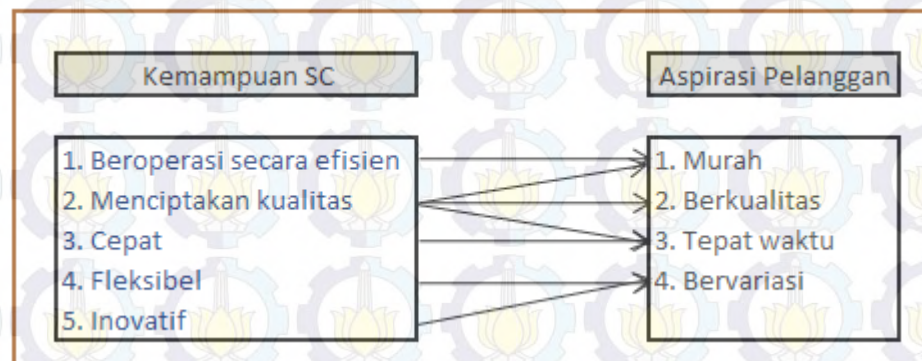 Kemampuan SC
Aspirasi Pelanggan
1. Beroperasi secara efisien
2. Menciptakan kualitas
3. Cepat
4. Fleksibel
5. Inovatif
1. Murah
2. Berkualitas
3. Tepat waktu
4. Bervariasi